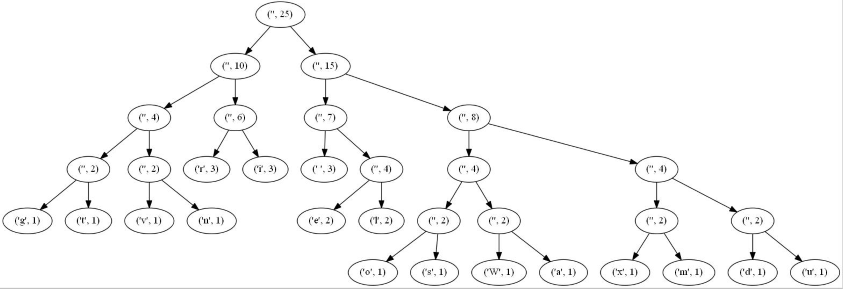 ('', 25)
('', 10) ('', 15)
('', 4) ('', 6) ('', 7) ('', 8)
('', 2) ('', 2) ('r', 3) ('i', 3) (' ', 3) ('', 4) ('', 4) ('', 4)
('g', 1) ('t', 1) ('v', 1) ('n', 1) ('e', 2) ('l', 2) ('', 2) ('', 2) ('', 2) ('', 2)
('o', 1) ('s', 1) ('W', 1) ('a', 1) ('x', 1) ('m', 1) ('d', 1) ('u', 1)